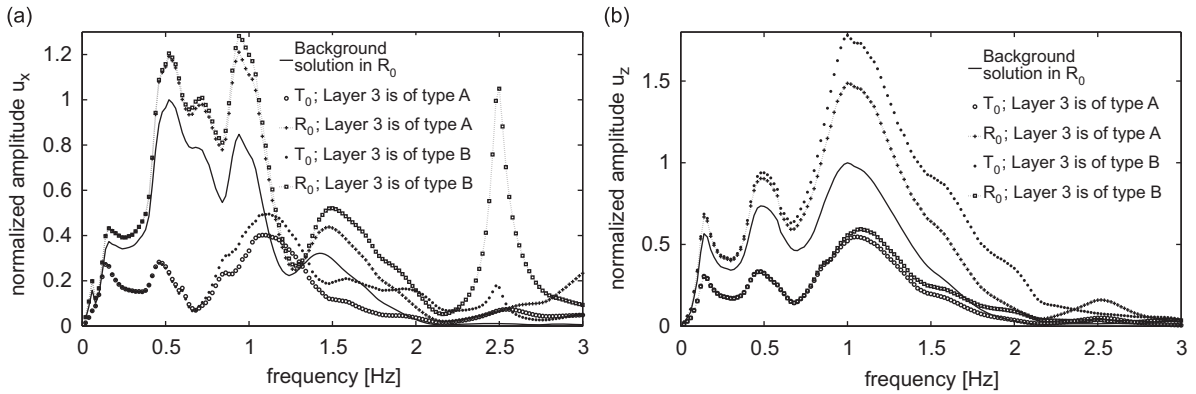 (a)
normalized amplitude u_x
1.2
1
0.8
0.6
0.4
0.2
0
Background
solution in R_0
T_0; Layer 3 is of type A
R_0; Layer 3 is of type A
T_0; Layer 3 is of type B
R_0; Layer 3 is of type B
0 0.5 1 1.5 2 2.5 3
frequency [Hz]
(b)
normalized amplitude u_z
1.5
1
0.5
0
Background
solution in R_0
T_0; Layer 3 is of type A
R_0; Layer 3 is of type A
T_0; Layer 3 is of type B
R_0; Layer 3 is of type B
0 0.5 1 1.5 2 2.5 3
frequency [Hz]